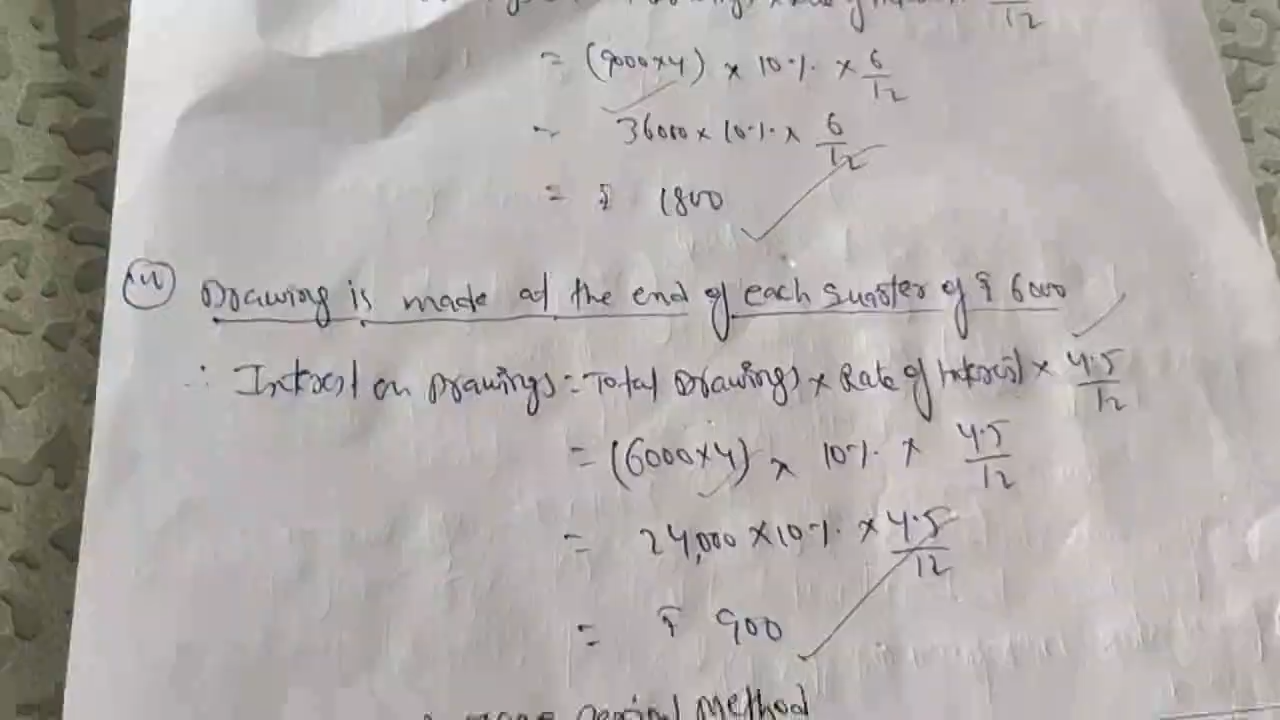 12
= (9000×4) × 10% × 6/12
= 36000 × 10% × 6/12
= ₹ 1800
Drawing is made at the end of each Quarter of ₹ 6000
∴ Interest on Drawings = Total Drawings × Rate of Interest × 4.5/12
= (6000×4) × 10% × 4.5/12
= 24,000 × 10% × 4.5/12
= ₹ 900
Period Method